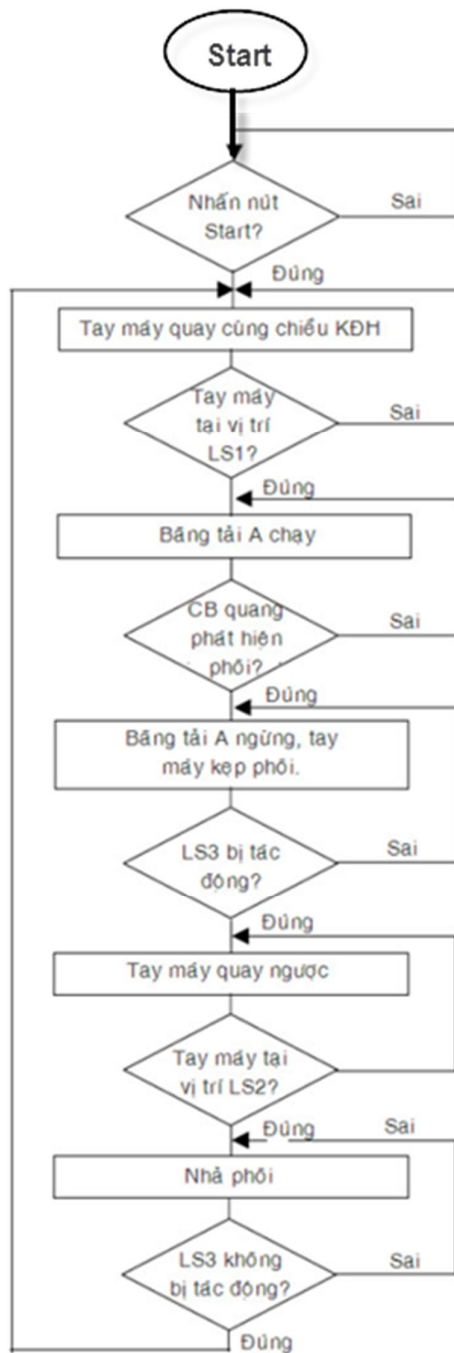 Start
Nhấn nút
Start?
Sai
Đúng
Tay máy quay cùng chiều KĐH
Tay máy
tại vị trí
LS1?
Sai
Đúng
Băng tải A chạy
CB quang
phát hiện
phôi?
Sai
Đúng
Băng tải A ngừng, tay
máy kẹp phôi.
LS3 bị tác
động?
Sai
Đúng
Tay máy quay ngược
Tay máy tại
vị trí LS2?
Đúng
Sai
Nhả phôi
LS3 không
bị tác động?
Sai
Đúng